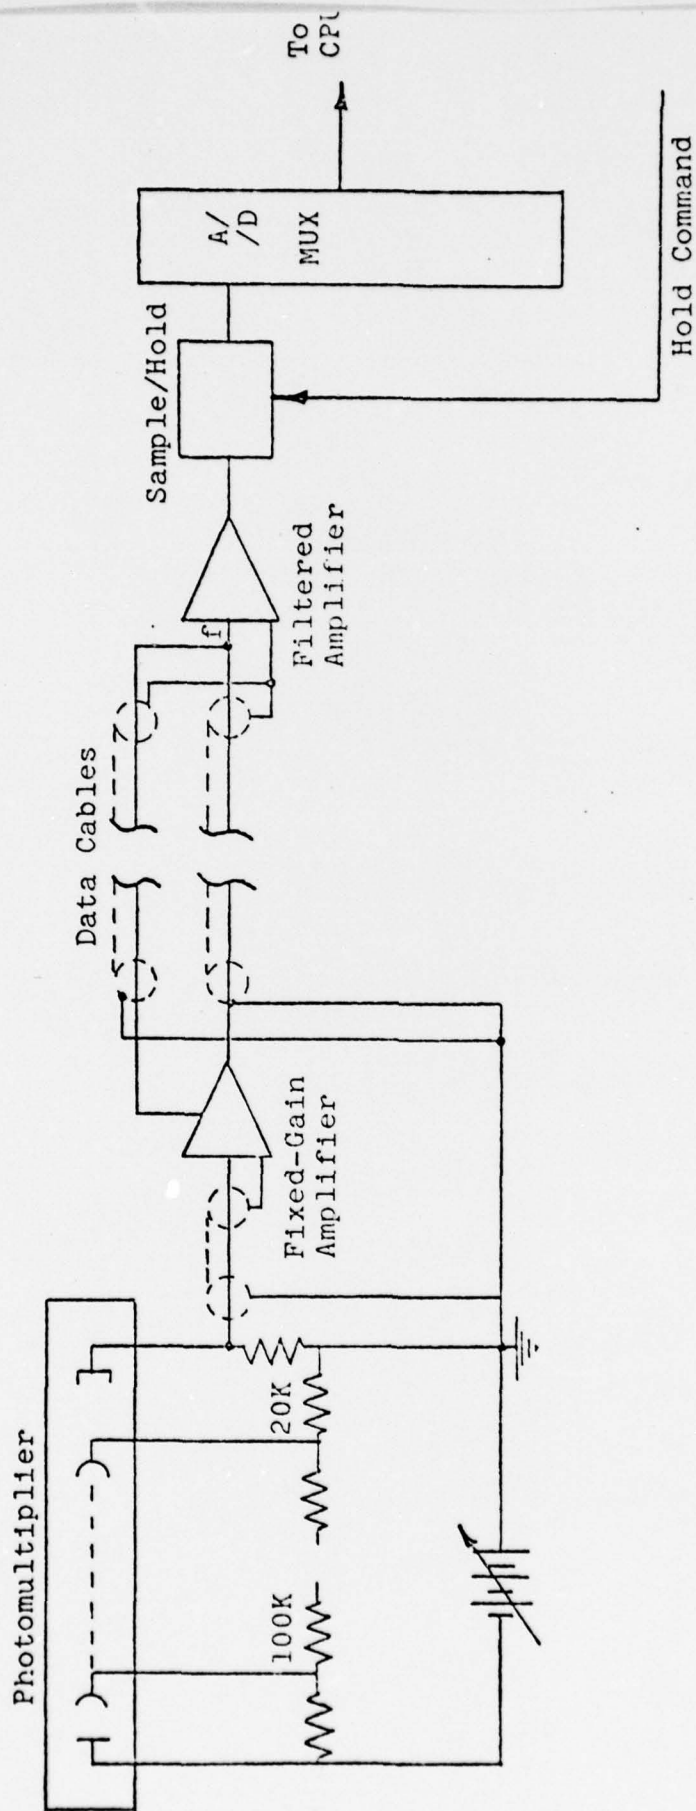 Photomultiplier
100K
20K
Fixed-Gain
Amplifier
Data Cables
f
Filtered
Amplifier
Sample/Hold
A/
/D
MUX
To
CPU
Hold Command